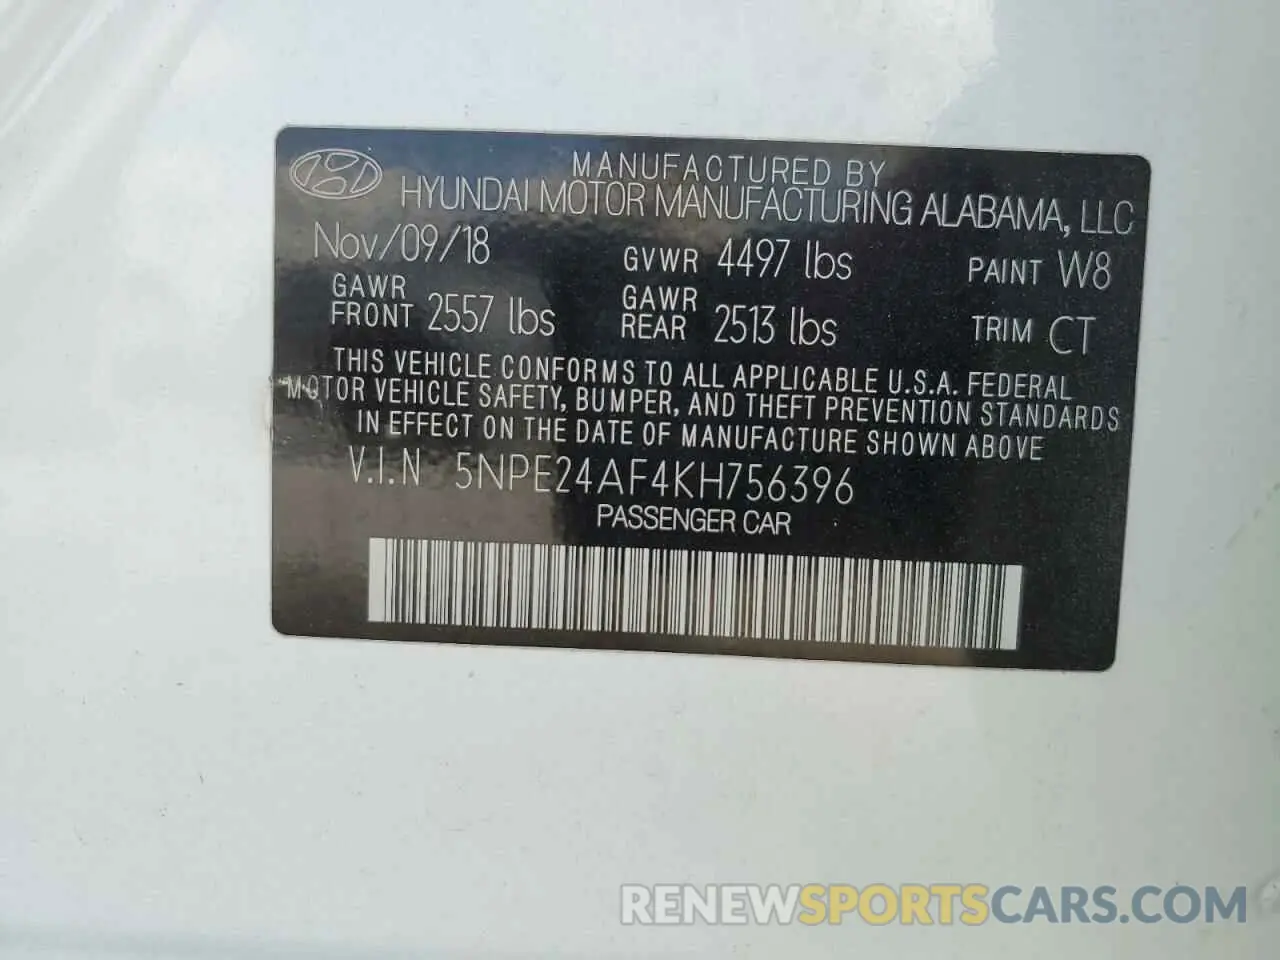 MANUFACTURED BY
HYUNDAI MOTOR MANUFACTURING ALABAMA, LLC
Nov/09/18 GVWR 4497 lbs PAINT W8
GAWR FRONT 2557 lbs GAWR REAR 2513 lbs TRIM CT
THIS VEHICLE CONFORMS TO ALL APPLICABLE U.S.A. FEDERAL
MOTOR VEHICLE SAFETY, BUMPER, AND THEFT PREVENTION STANDARDS
IN EFFECT ON THE DATE OF MANUFACTURE SHOWN ABOVE
V.I.N 5NPE24AF4KH756396
PASSENGER CAR
RENEWSPORTSCARS.COM